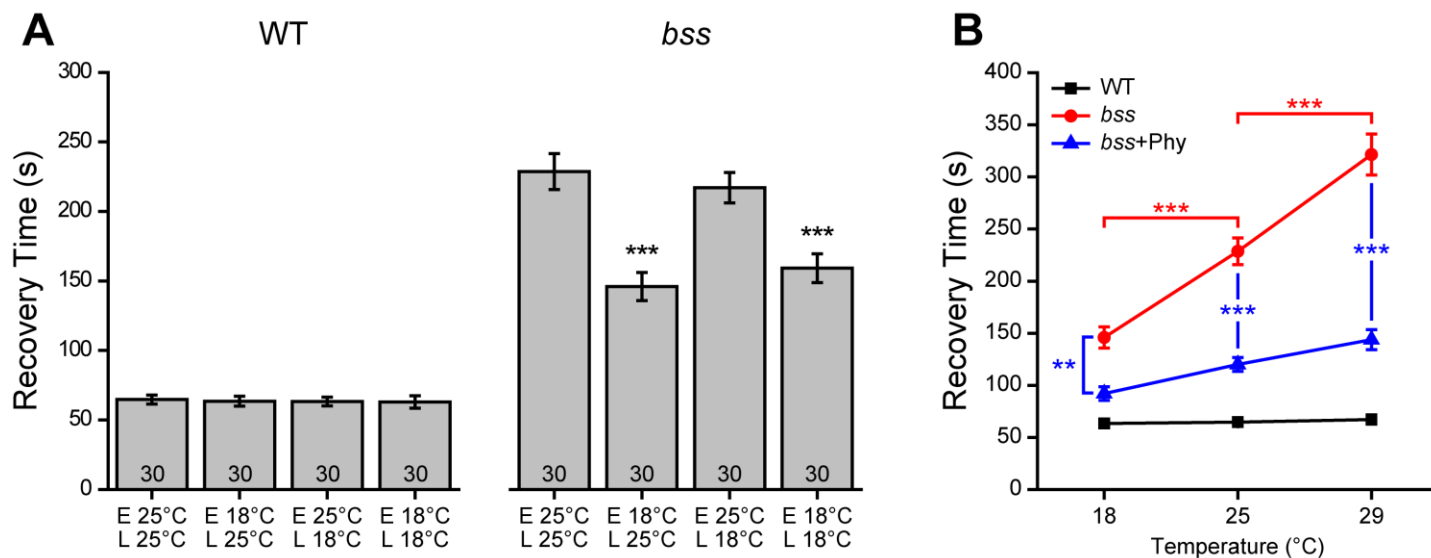 A
WT
bss
Recovery Time (s)
300
250
200
150
100
50
0
***
***
30
30
30
30
30
30
30
30
E 25°C
L 25°C
E 18°C
L 25°C
E 25°C
L 18°C
E 18°C
L 18°C
E 25°C
L 25°C
E 18°C
L 25°C
E 25°C
L 18°C
E 18°C
L 18°C
B
WT
bss
bss+Phy
Recovery Time (s)
400
350
300
250
200
150
100
50
0
***
***
**
***
***
18
25
29
Temperature (°C)